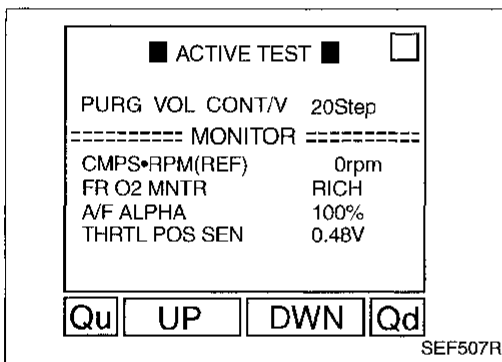 ■ ACTIVE TEST ■
PURG VOL CONT/V 20Step
========= MONITOR =========
CMPS•RPM(REF) 0rpm
FR O2 MNTR RICH
A/F ALPHA 100%
THRTL POS SEN 0.48V
Qu UP DWN Qd
SEF507R